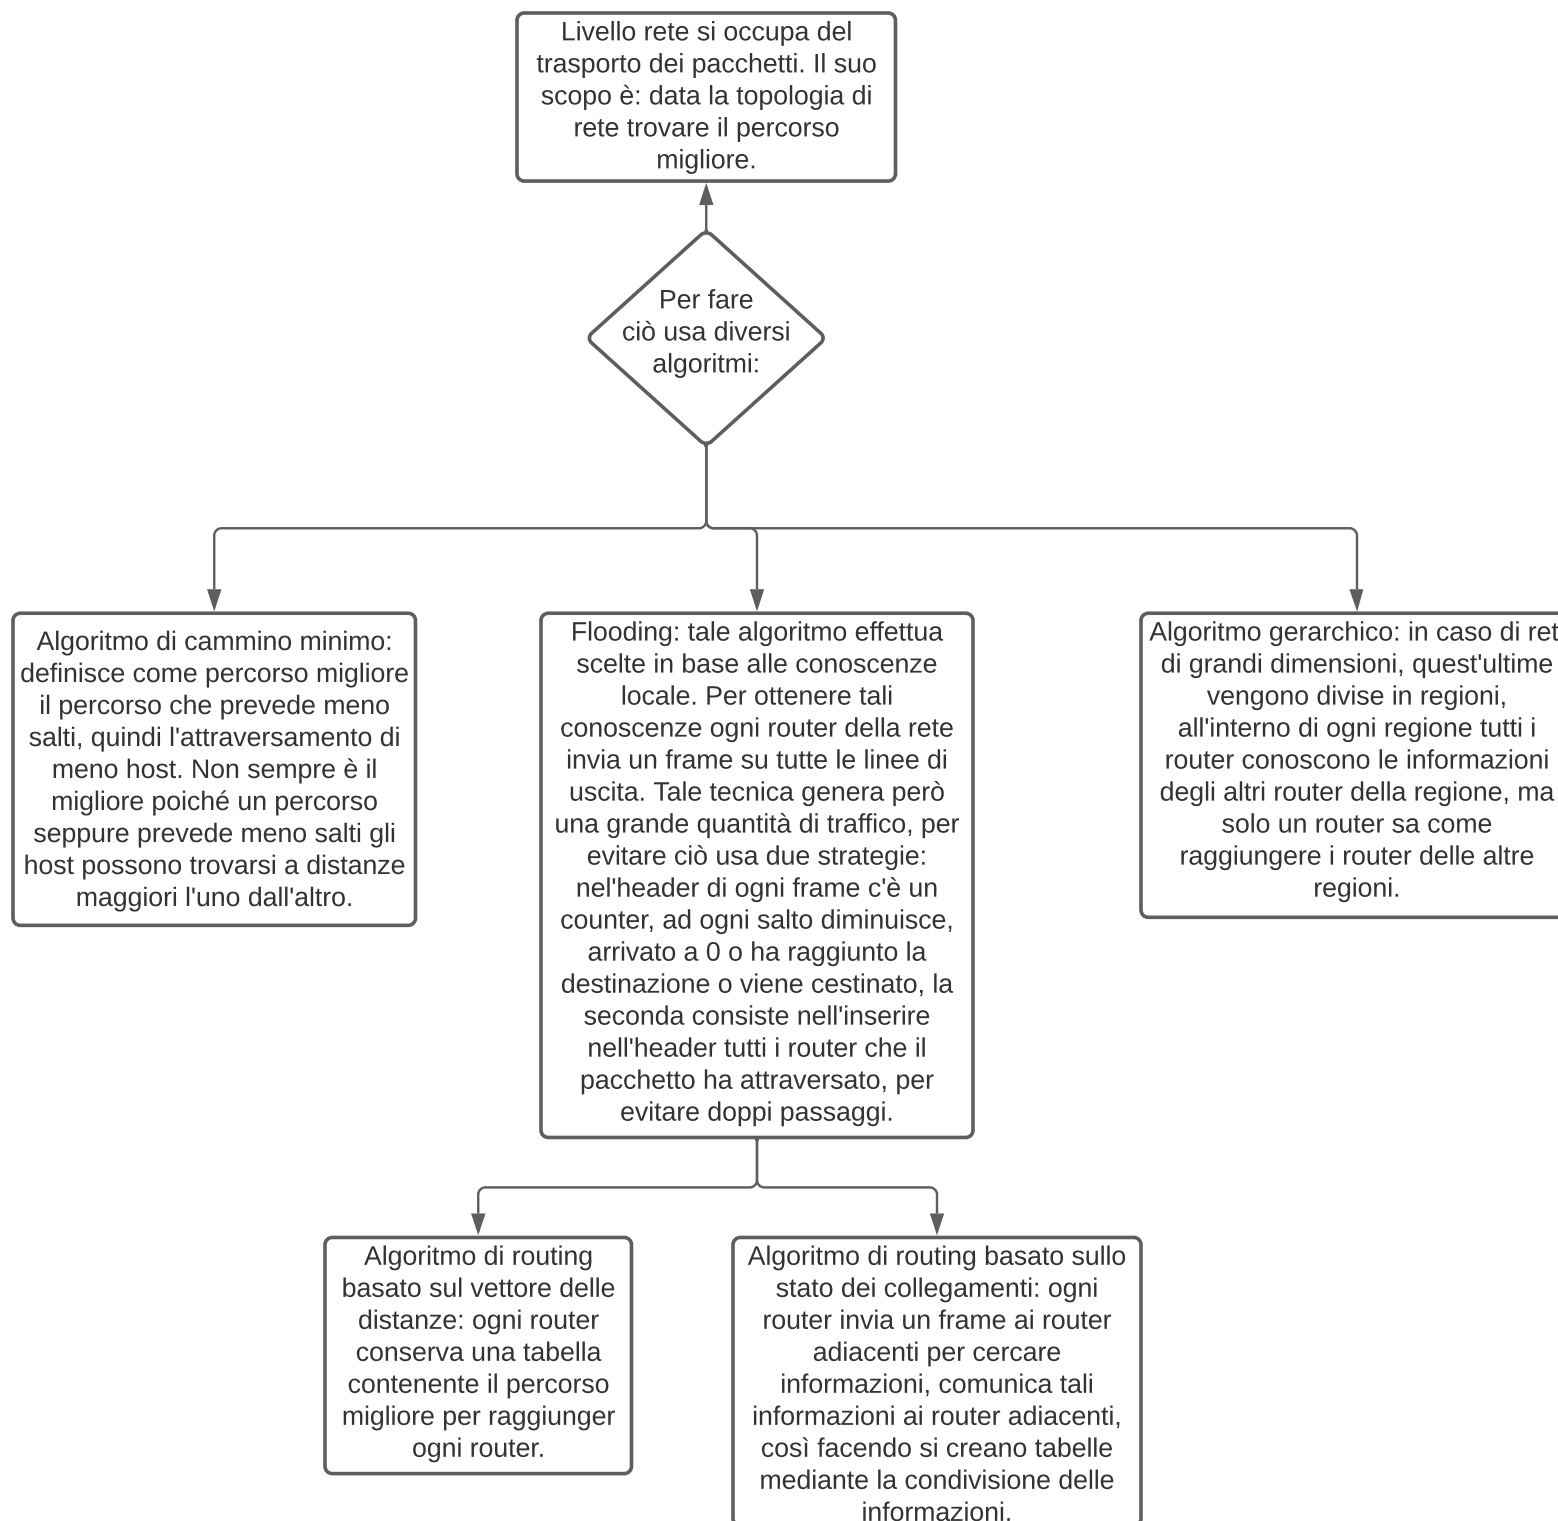 Livello rete si occupa del
trasporto dei pacchetti. Il suo
scopo è: data la topologia di
rete trovare il percorso
migliore.
Per fare
ciò usa diversi
algoritmi:
Algoritmo di cammino minimo:
definisce come percorso migliore
il percorso che prevede meno
salti, quindi l'attraversamento di
meno host. Non sempre è il
migliore poiché un percorso
seppure prevede meno salti gli
host possono trovarsi a distanze
maggiori l'uno dall'altro.
Flooding: tale algoritmo effettua
scelte in base alle conoscenze
locale. Per ottenere tali
conoscenze ogni router della rete
invia un frame su tutte le linee di
uscita. Tale tecnica genera però
una grande quantità di traffico, per
evitare ciò usa due strategie:
nel'header di ogni frame c'è un
counter, ad ogni salto diminuisce,
arrivato a 0 o ha raggiunto la
destinazione o viene cestinato, la
seconda consiste nell'inserire
nell'header tutti i router che il
pacchetto ha attraversato, per
evitare doppi passaggi.
Algoritmo gerarchico: in caso di ret
di grandi dimensioni, quest'ultime
vengono divise in regioni,
all'interno di ogni regione tutti i
router conoscono le informazioni
degli altri router della regione, ma
solo un router sa come
raggiungere i router delle altre
regioni.
Algoritmo di routing
basato sul vettore delle
distanze: ogni router
conserva una tabella
contenente il percorso
migliore per raggiunger
ogni router.
Algoritmo di routing basato sullo
stato dei collegamenti: ogni
router invia un frame ai router
adiacenti per cercare
informazioni, comunica tali
informazioni ai router adiacenti,
così facendo si creano tabelle
mediante la condivisione delle
informazioni.